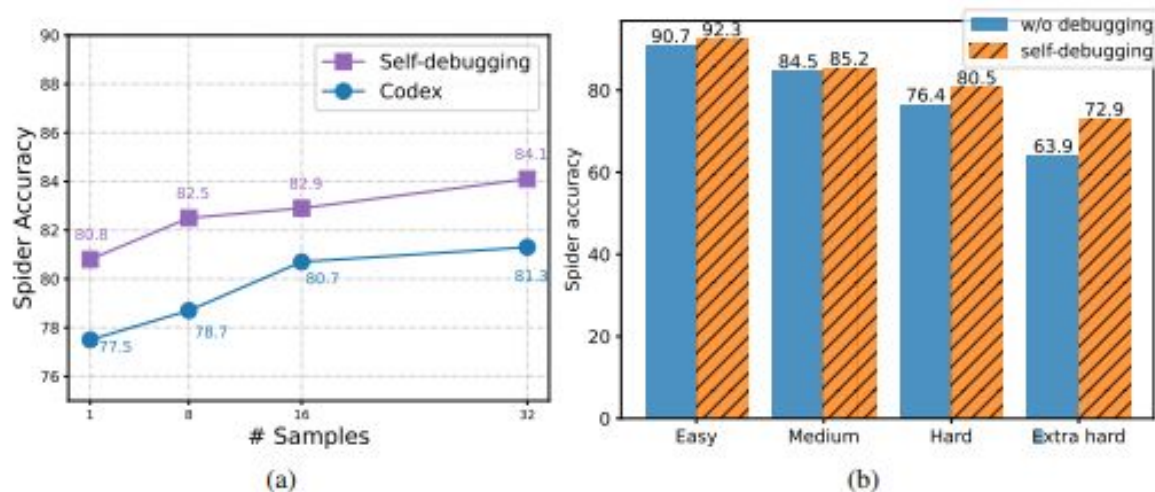 90
88
86
84
82
80
78
76
Spider Accuracy
Self-debugging
Codex
80.8
82.5
82.9
84.1
77.5
78.7
80.7
81.3
1
8
16
32
# Samples
(a)
w/o debugging
self-debugging
80
60
40
20
0
Spider accuracy
90.7
92.3
84.5
85.2
76.4
80.5
63.9
72.9
Easy
Medium
Hard
Extra hard
(b)